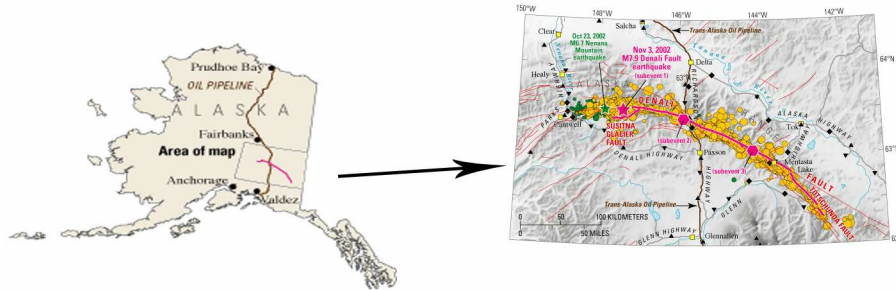 Prudhoe Bay
OIL PIPELINE
ALASKA
Fairbanks
Area of map
Anchorage
Valdez
150°W
148°W
146°W
144°W
142°W
Clear
Salcha
Trans-Alaska Oil Pipeline
Oct 23, 2002
M6.7 Nenana
Mountain
earthquake
Nov 3, 2002
M7.9 Denali Fault
earthquake
(subevent 1)
Delta
64°N
Healy
PARKS
HIGHWAY
63°
RICHARDSON
HIGHWAY
DENALI
FAULT
ALASKA HIGHWAY
Cantwell
SUSITNA
GLACIER
FAULT
Tok
DENALI HIGHWAY
(subevent 2)
Paxson
(subevent 3)
Mentasta
Lake
63°
TOTSCHUNDA FAULT
Trans-Alaska Oil Pipeline
0 50 100 KILOMETERS
0 50 MILES
GLENN
GLENN HIGHWAY
Glennallen